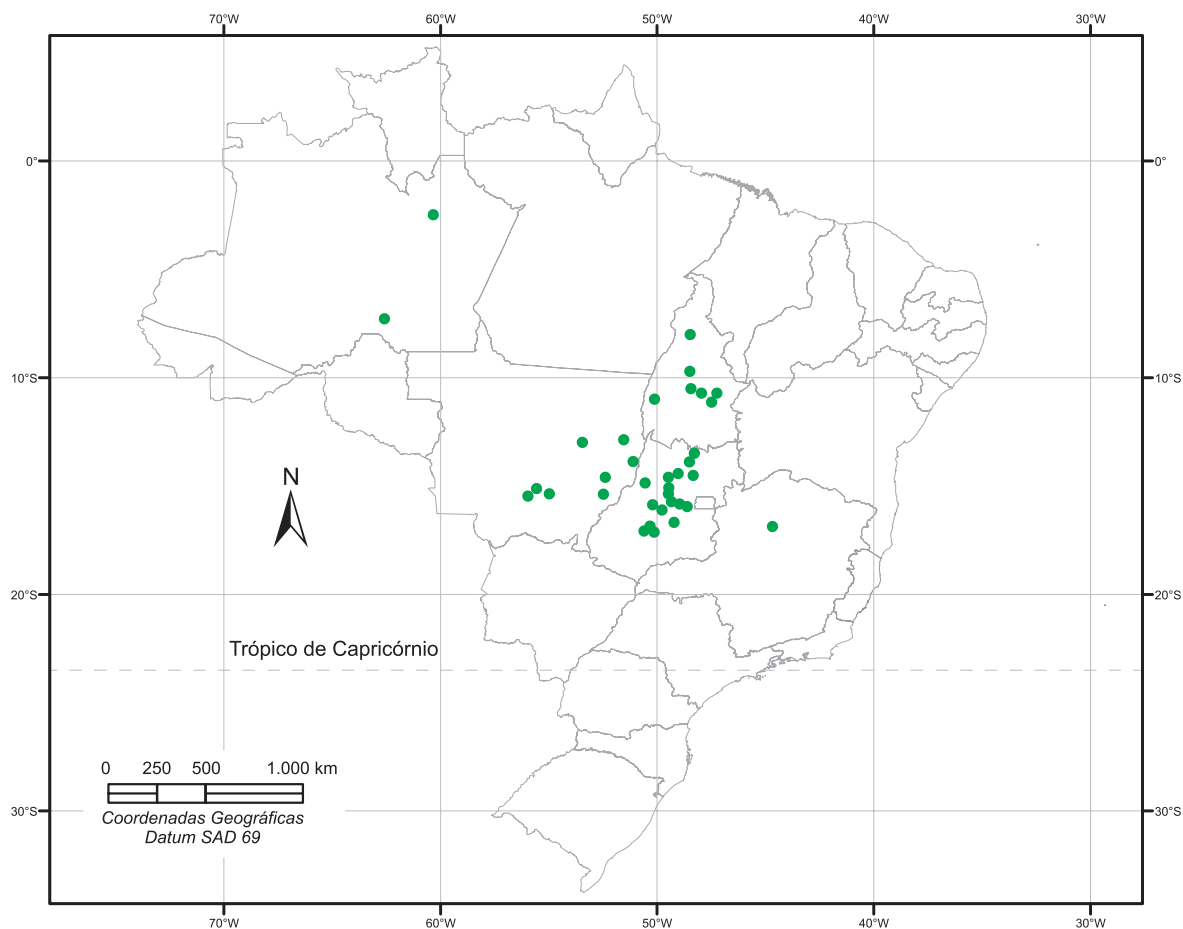 70°W 60°W 50°W 40°W 30°W
0° 0°
10°S 10°S
N
20°S 20°S
Trópico de Capricórnio
0 250 500 1.000 km
30°S 30°S
Coordenadas Geográficas
Datum SAD 69
70°W 60°W 50°W 40°W 30°W